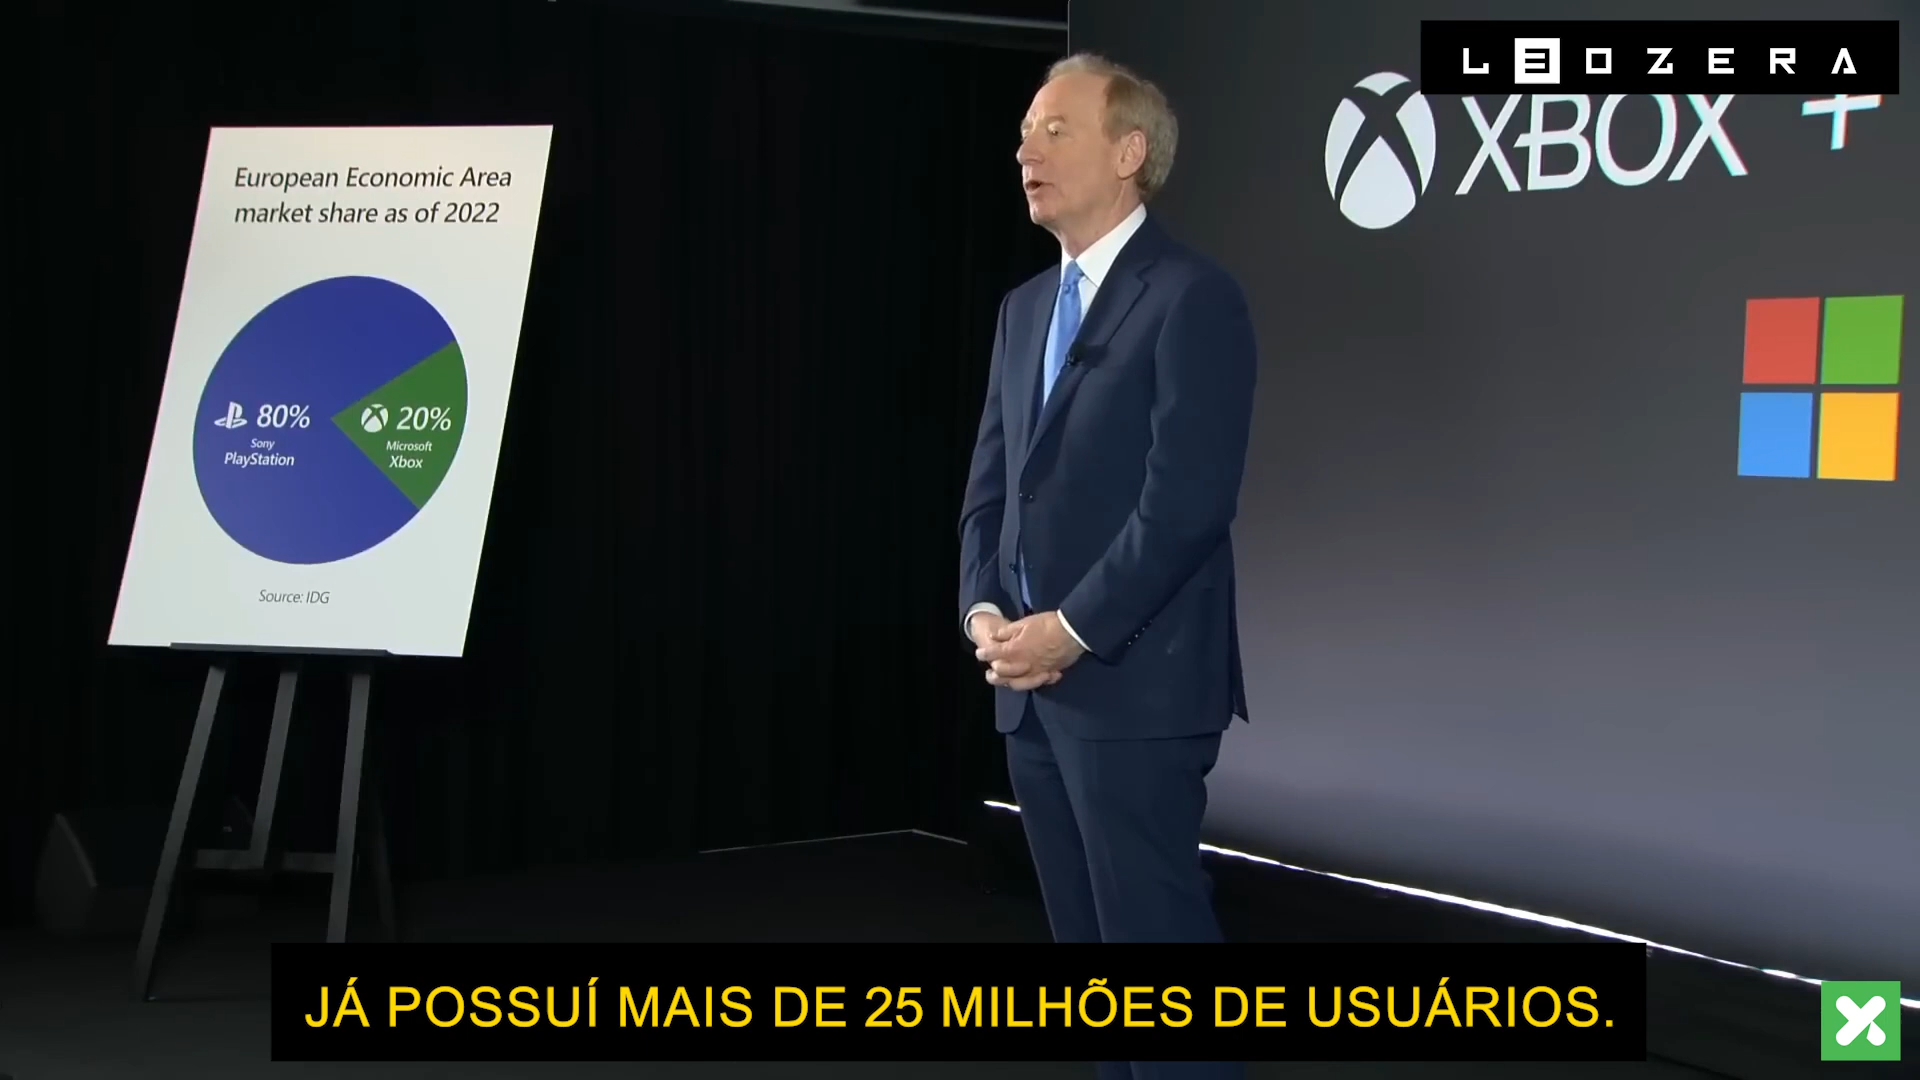 L3OZERA
XBOX +
European Economic Area
market share as of 2022
80%
Sony
PlayStation
20%
Microsoft
Xbox
Source: IDG
JÁ POSSUÍ MAIS DE 25 MILHÕES DE USUÁRIOS.